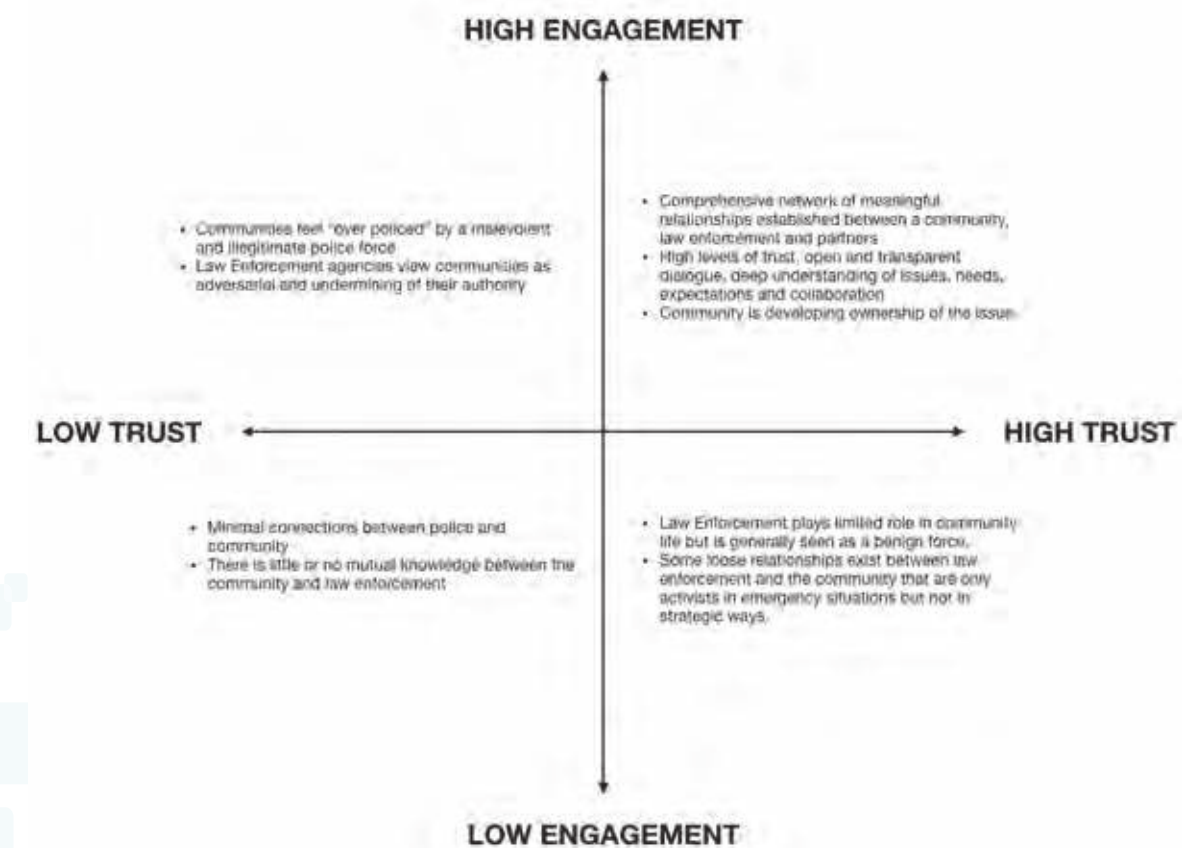 HIGH ENGAGEMENT
• Communities feel "over policed" by a malevolent
and illegitimate police force
• Law Enforcement agencies view communities as
adversarial and undermining of their authority
• Comprehensive network of meaningful
relationships established between a community,
law enforcement and partners
• High levels of trust, open and transparent
dialogue, deep understanding of issues, needs,
expectations and collaboration
• Community is developing ownership of the issue
LOW TRUST
HIGH TRUST
• Minimal connections between police and
community
• There is little or no mutual knowledge between the
community and law enforcement
• Law Enforcement plays limited role in community
life but is generally seen as a benign force.
• Some loose relationships exist between law
enforcement and the community that are only
activists in emergency situations but not in
strategic ways.
LOW ENGAGEMENT